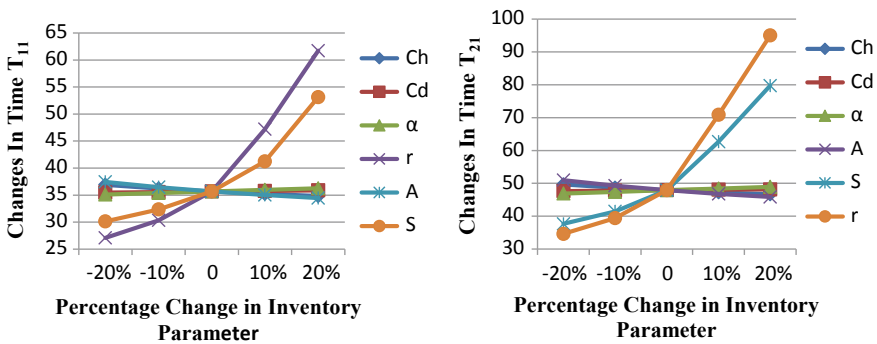 Changes In Time T11
65
60
55
50
45
40
35
30
25
-20% -10% 0 10% 20%
Percentage Change in Inventory
Parameter
Ch
Cd
α
r
A
S
Changes In Time T21
100
90
80
70
60
50
40
30
-20% -10% 0 10% 20%
Percentage Change in Inventory
Parameter
Ch
Cd
α
A
S
r